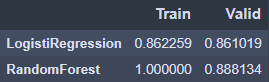 Train Valid
LogistiRegression 0.862259 0.861019
RandomForest 1.000000 0.888134